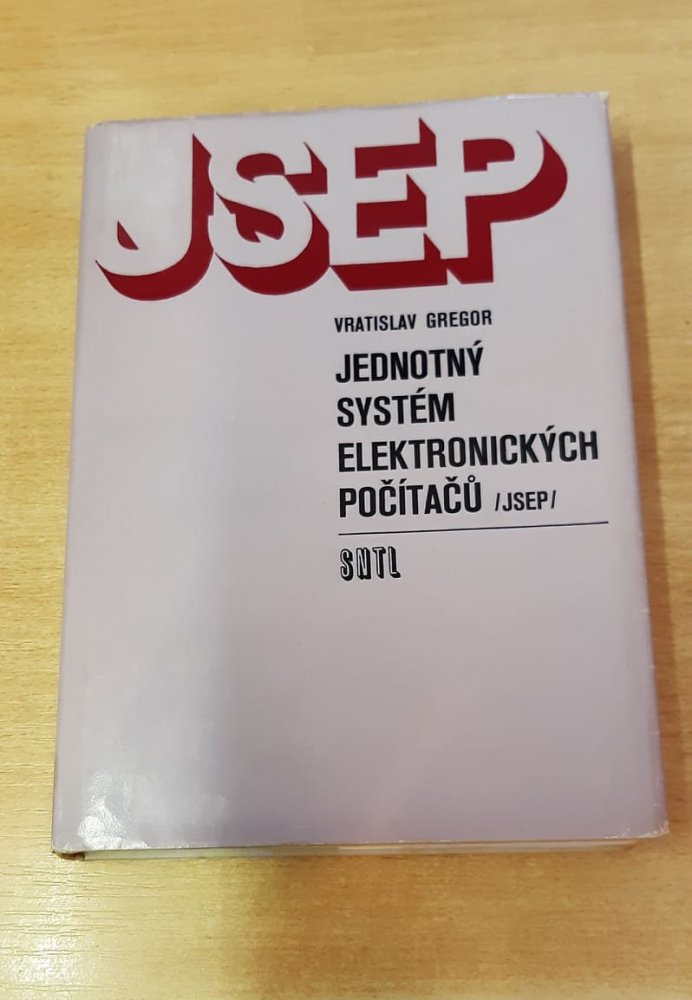 JSEP
VRATISLAV GREGOR
JEDNOTNÝ
SYSTÉM
ELEKTRONICKÝCH
POČÍTAČŮ /JSEP/
SNTL